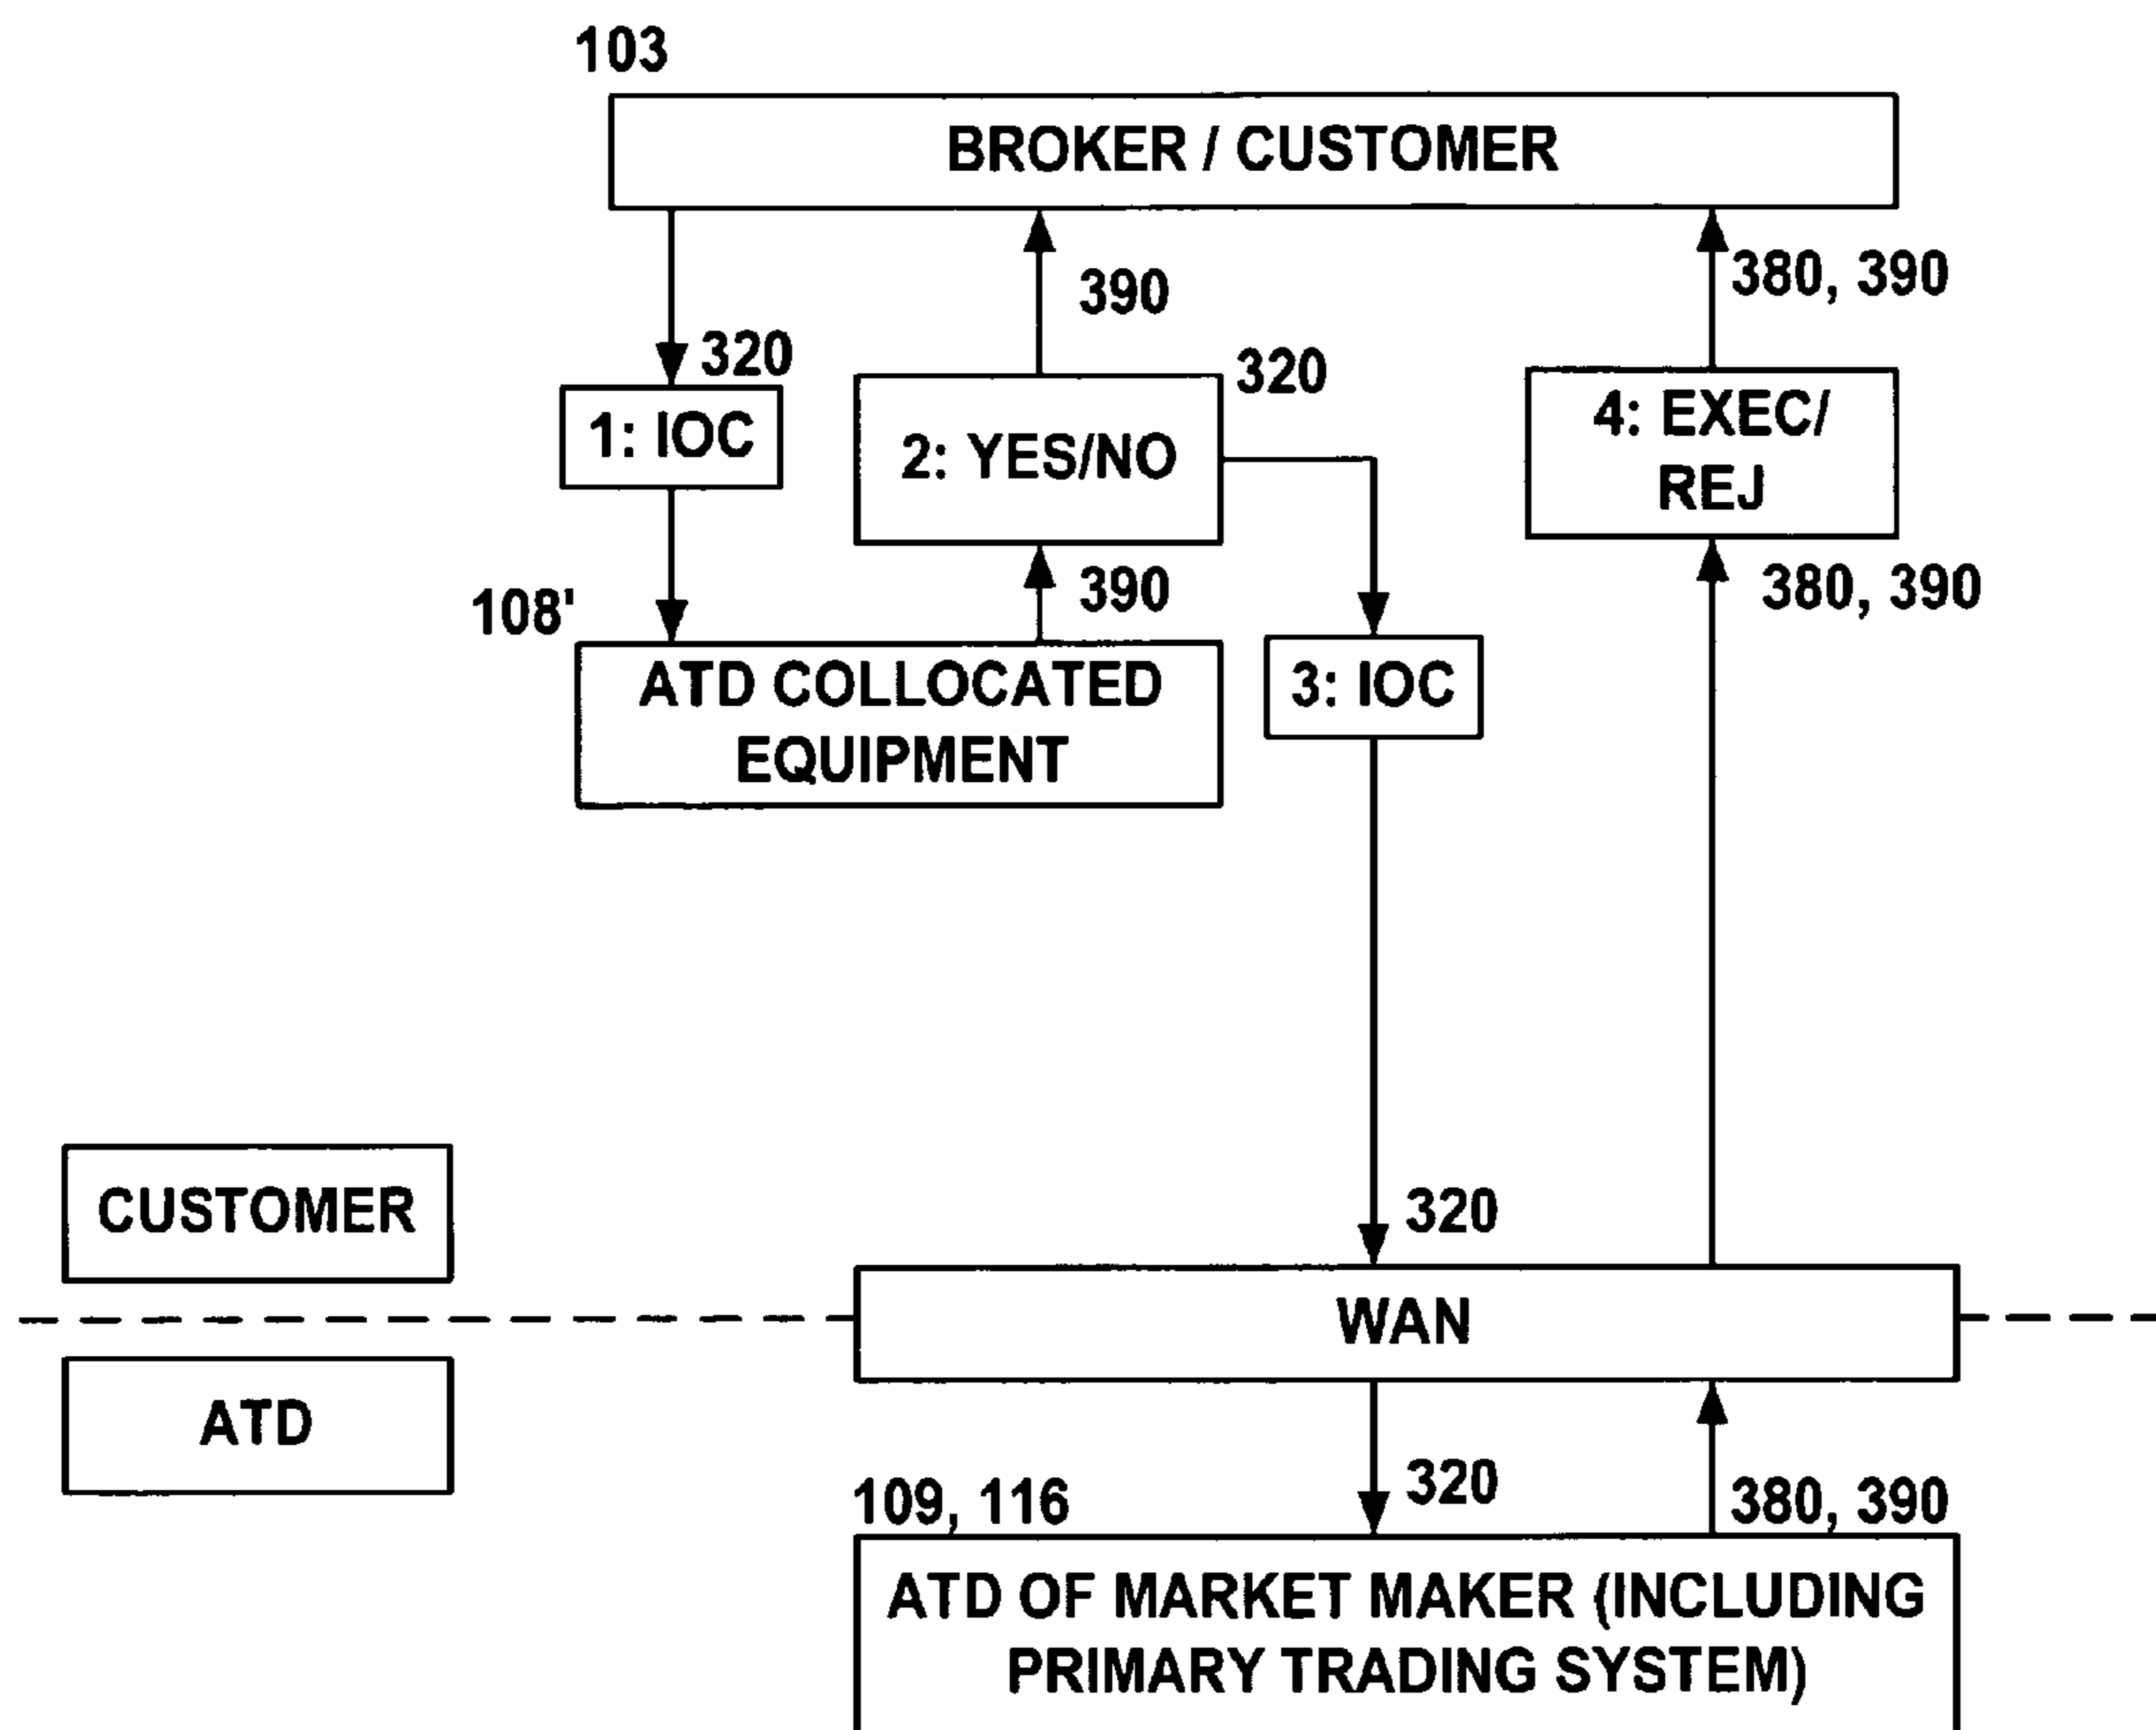 103
BROKER / CUSTOMER
380, 390
390
320
320
1: IOC
2: YES/NO
4: EXEC/
REJ
390
380, 390
108'
ATD COLLOCATED
EQUIPMENT
3: IOC
320
CUSTOMER
WAN
ATD
320
109, 116
380, 390
ATD OF MARKET MAKER (INCLUDING
PRIMARY TRADING SYSTEM)